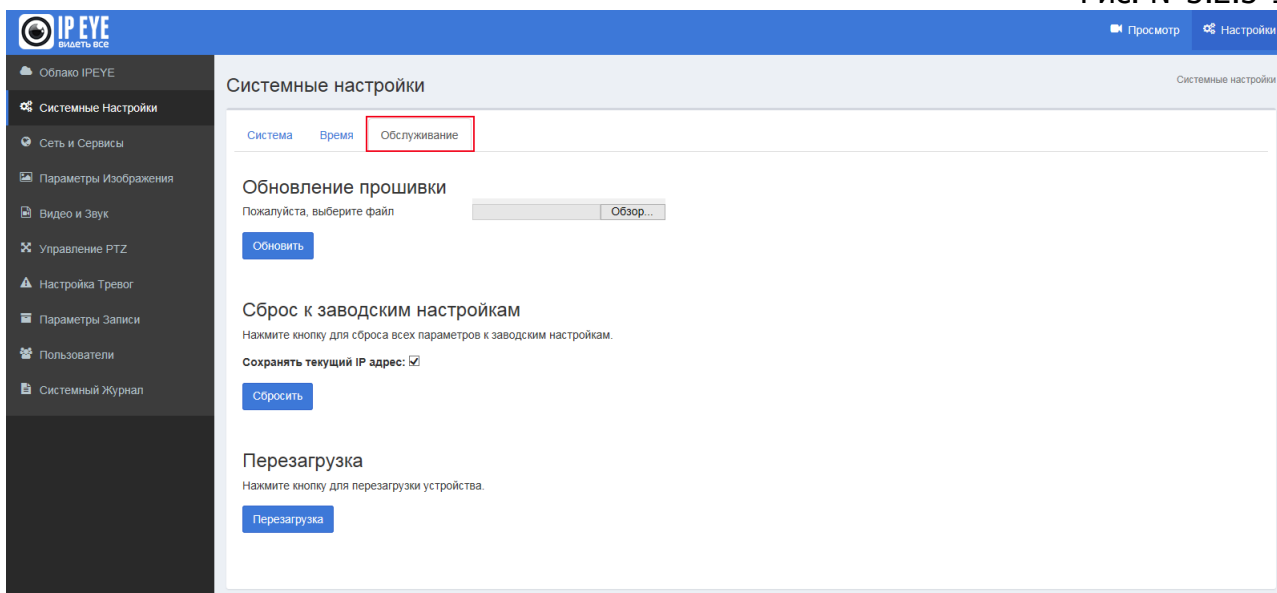 IP EYE
видеть все
Просмотр
Настройки
Облако IPEYE
Системные Настройки
Сеть и Сервисы
Параметры Изображения
Видео и Звук
Управление PTZ
Настройка Тревог
Параметры Записи
Пользователи
Системный Журнал
Системные настройки
Системные настройки
Система Время Обслуживание
Обновление прошивки
Пожалуйста, выберите файл Обзор...
Обновить
Сброс к заводским настройкам
Нажмите кнопку для сброса всех параметров к заводским настройкам.
Сохранять текущий IP адрес:
Сбросить
Перезагрузка
Нажмите кнопку для перезагрузки устройства.
Перезагрузка